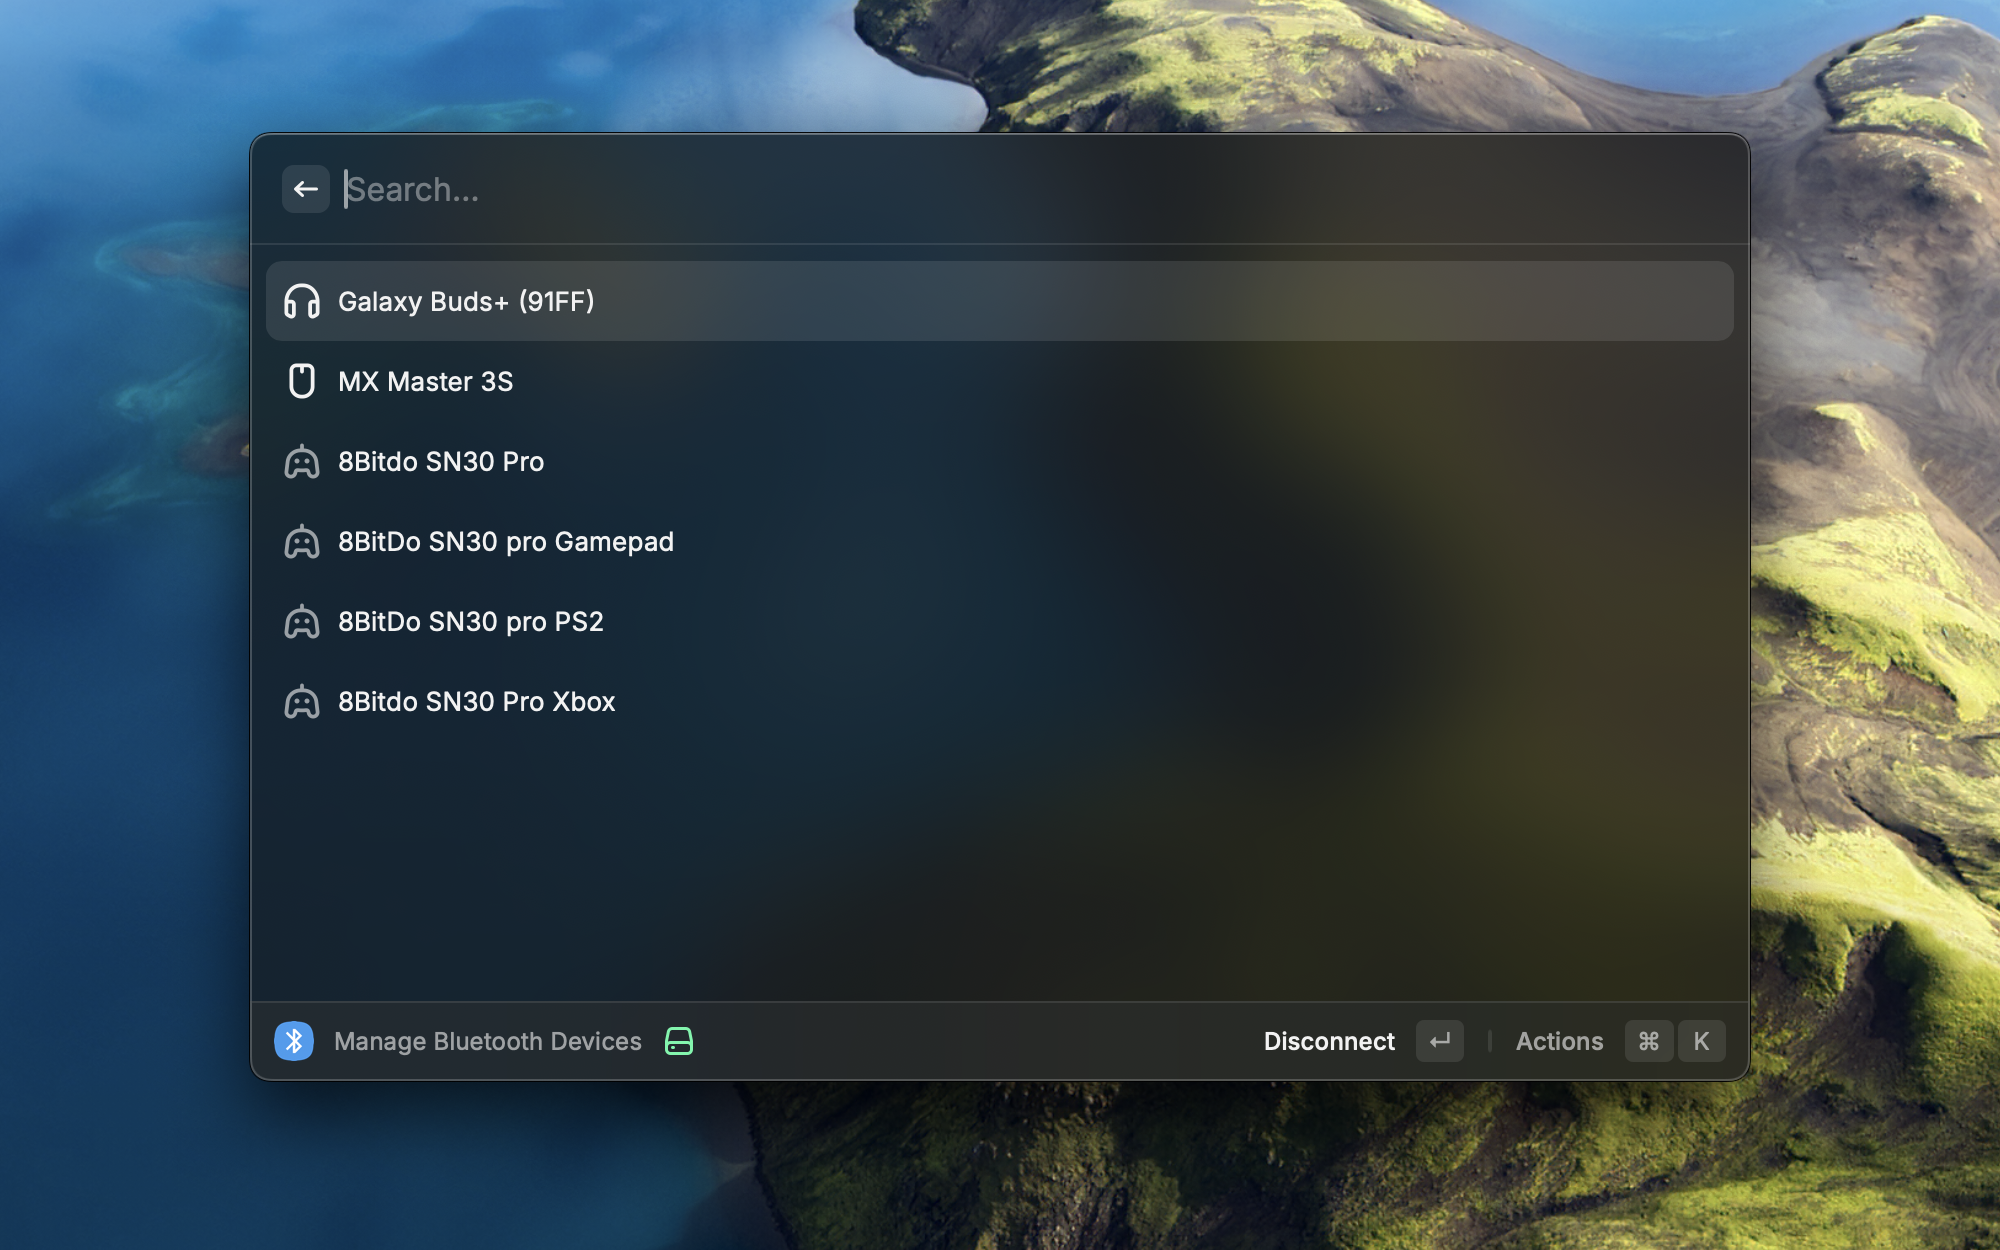 Search...
Galaxy Buds+ (91FF)
MX Master 3S
8Bitdo SN30 Pro
8BitDo SN30 pro Gamepad
8BitDo SN30 pro PS2
8Bitdo SN30 Pro Xbox
Manage Bluetooth Devices Disconnect ↵ Actions ⌘ K